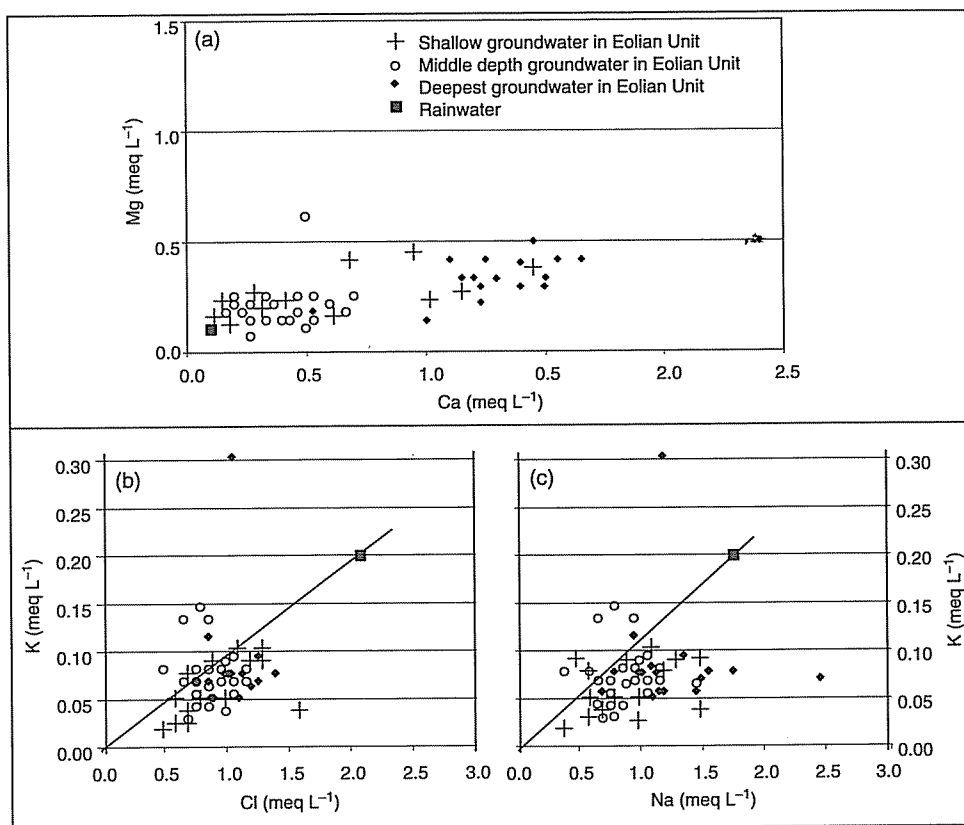 (a)
Shallow groundwater in Eolian Unit
Middle depth groundwater in Eolian Unit
Deepest groundwater in Eolian Unit
Rainwater
1.5
1.0
0.5
0.0
Mg (meq L⁻¹)
0.0 0.5 1.0 0.5 2.0 2.5
Ca (meq L⁻¹)
(b)
0.30
0.25
0.20
0.15
0.10
0.05
0.00
K (meq L⁻¹)
0.0 0.5 1.0 1.5 2.0 2.5 3.0
Cl (meq L⁻¹)
(c)
0.30
0.25
0.20
0.15
0.10
0.05
0.00
K (meq L⁻¹)
0.0 0.5 1.0 1.5 2.0 2.5 3.0
Na (meq L⁻¹)